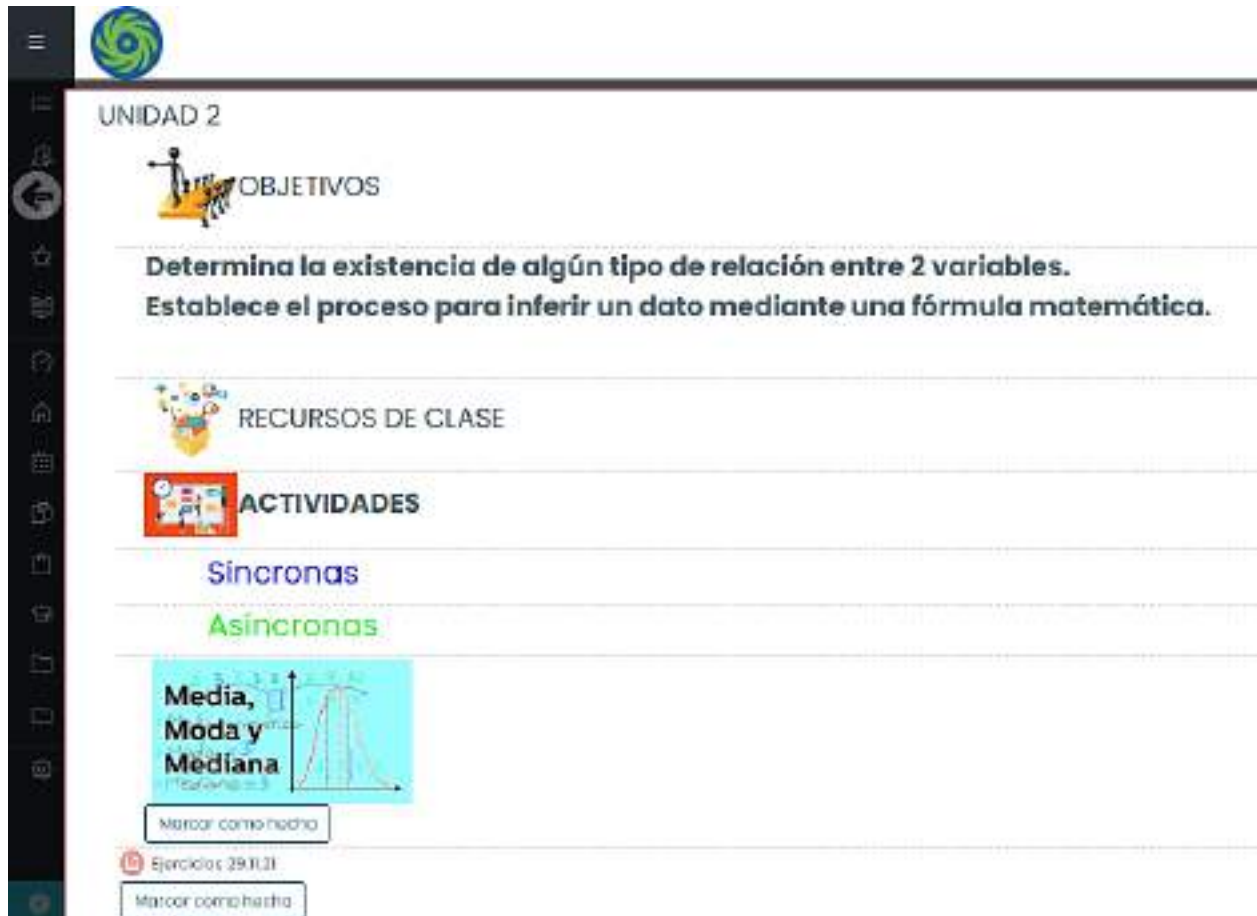 UNIDAD 2
OBJETIVOS
Determina la existencia de algún tipo de relación entre 2 variables.
Establece el proceso para inferir un dato mediante una fórmula matemática.
RECURSOS DE CLASE
ACTIVIDADES
Síncronas
Asíncronas
Media,
Moda y
Mediana
Marcar como hecho
Ejercicios 29.11.21
Marcar como hecho